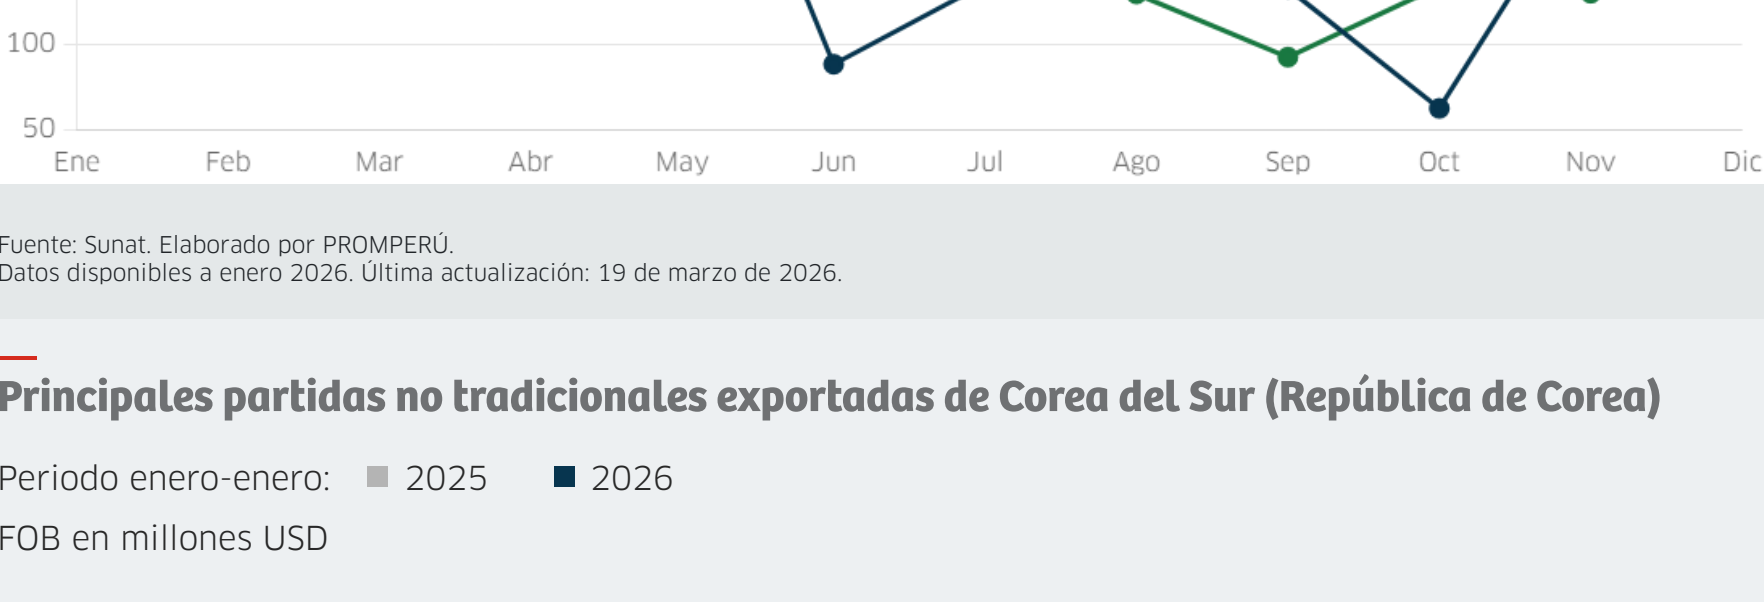 100
50
Ene Feb Mar Abr May Jun Jul Ago Sep Oct Nov Dic
Fuente: Sunat. Elaborado por PROMPERÚ.
Datos disponibles a enero 2026. Última actualización: 19 de marzo de 2026.
Principales partidas no tradicionales exportadas de Corea del Sur (República de Corea)
Periodo enero-enero: 2025 2026
FOB en millones USD